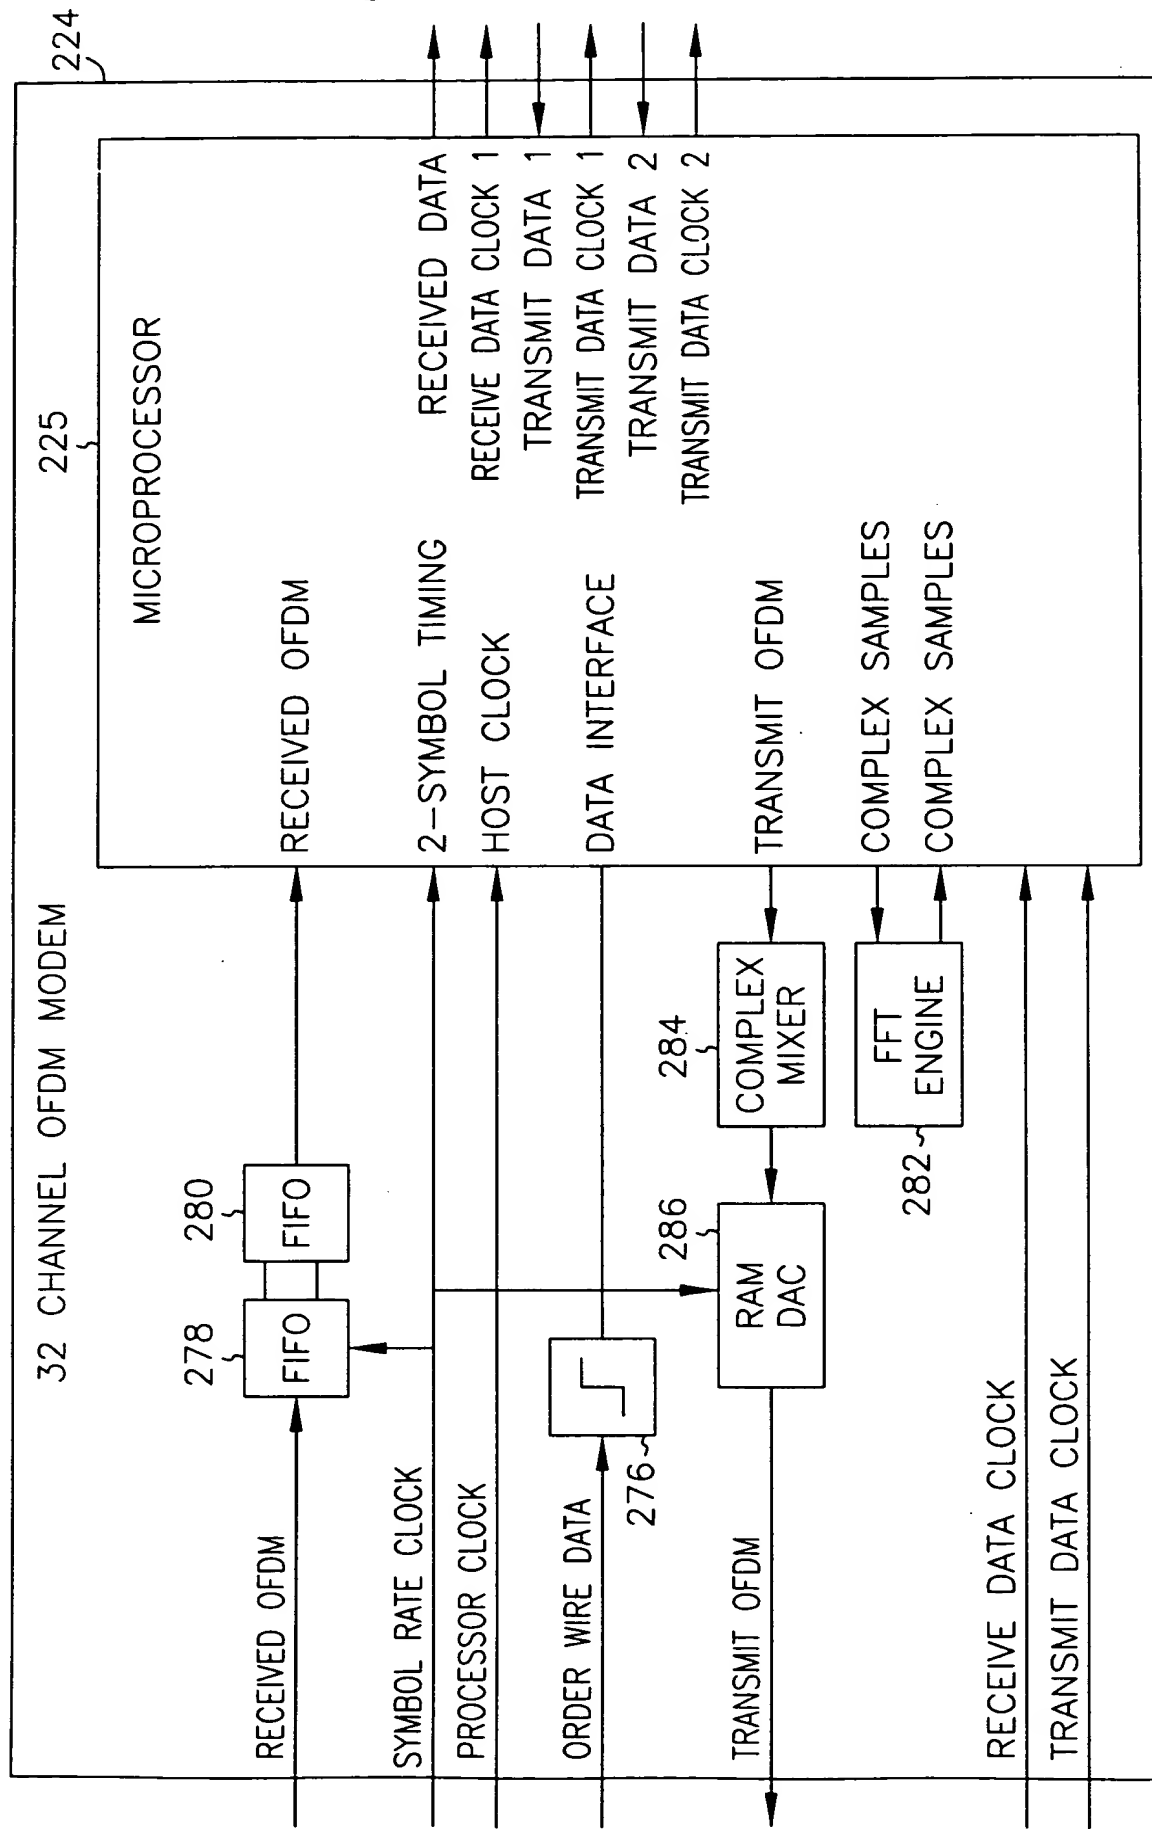 32 CHANNEL OFDM MODEM
224
225
MICROPROCESSOR
RECEIVED OFDM
278
FIFO
280
FIFO
RECEIVED OFDM
SYMBOL RATE CLOCK
2-SYMBOL TIMING
PROCESSOR CLOCK
HOST CLOCK
ORDER WIRE DATA
276
DATA INTERFACE
TRANSMIT OFDM
286
RAM
DAC
284
COMPLEX
MIXER
TRANSMIT OFDM
282
FFT
ENGINE
COMPLEX SAMPLES
COMPLEX SAMPLES
RECEIVE DATA CLOCK
TRANSMIT DATA CLOCK
RECEIVED DATA
RECEIVE DATA CLOCK 1
TRANSMIT DATA 1
TRANSMIT DATA CLOCK 1
TRANSMIT DATA 2
TRANSMIT DATA CLOCK 2